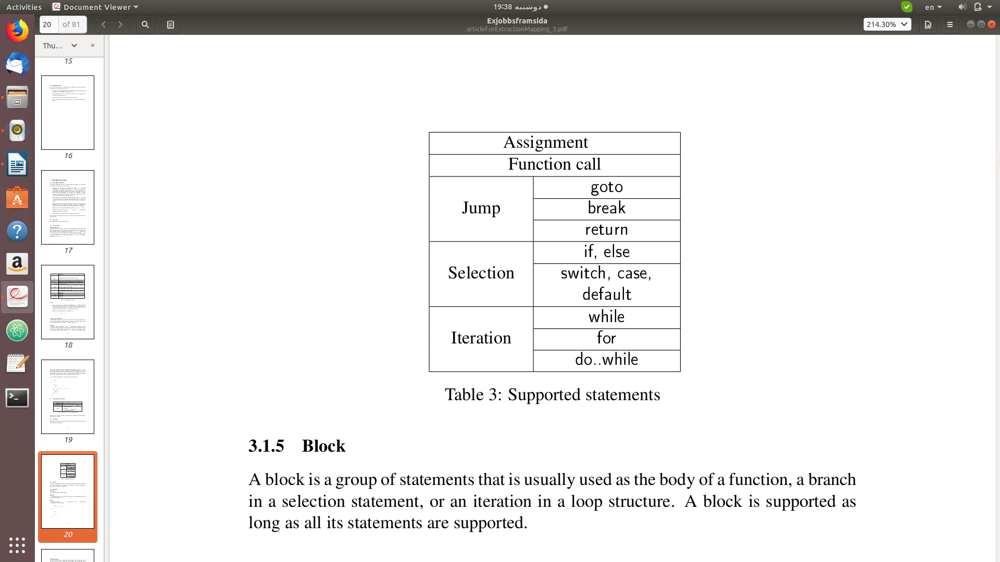 Activities Document Viewer دوشنبه 19:38 en
20 of 81 Exjobbsframsida 214.30%
articleForExtractionMapping_3.pdf
Thu...
15
16
17
18
19
20
Assignment
Function call
Jump
goto
break
return
Selection
if, else
switch, case,
default
Iteration
while
for
do..while
Table 3: Supported statements
3.1.5 Block
A block is a group of statements that is usually used as the body of a function, a branch
in a selection statement, or an iteration in a loop structure. A block is supported as
long as all its statements are supported.